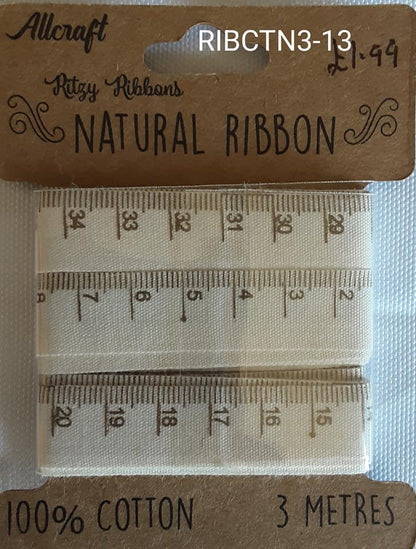 Allcraft
RIBCTN3-13
£1.99
Ritzy Ribbons
NATURAL RIBBON
34 33 32 31 30 29
8 7 6 5 4 3 2
20 19 18 17 16 15
100% COTTON
3 METRES